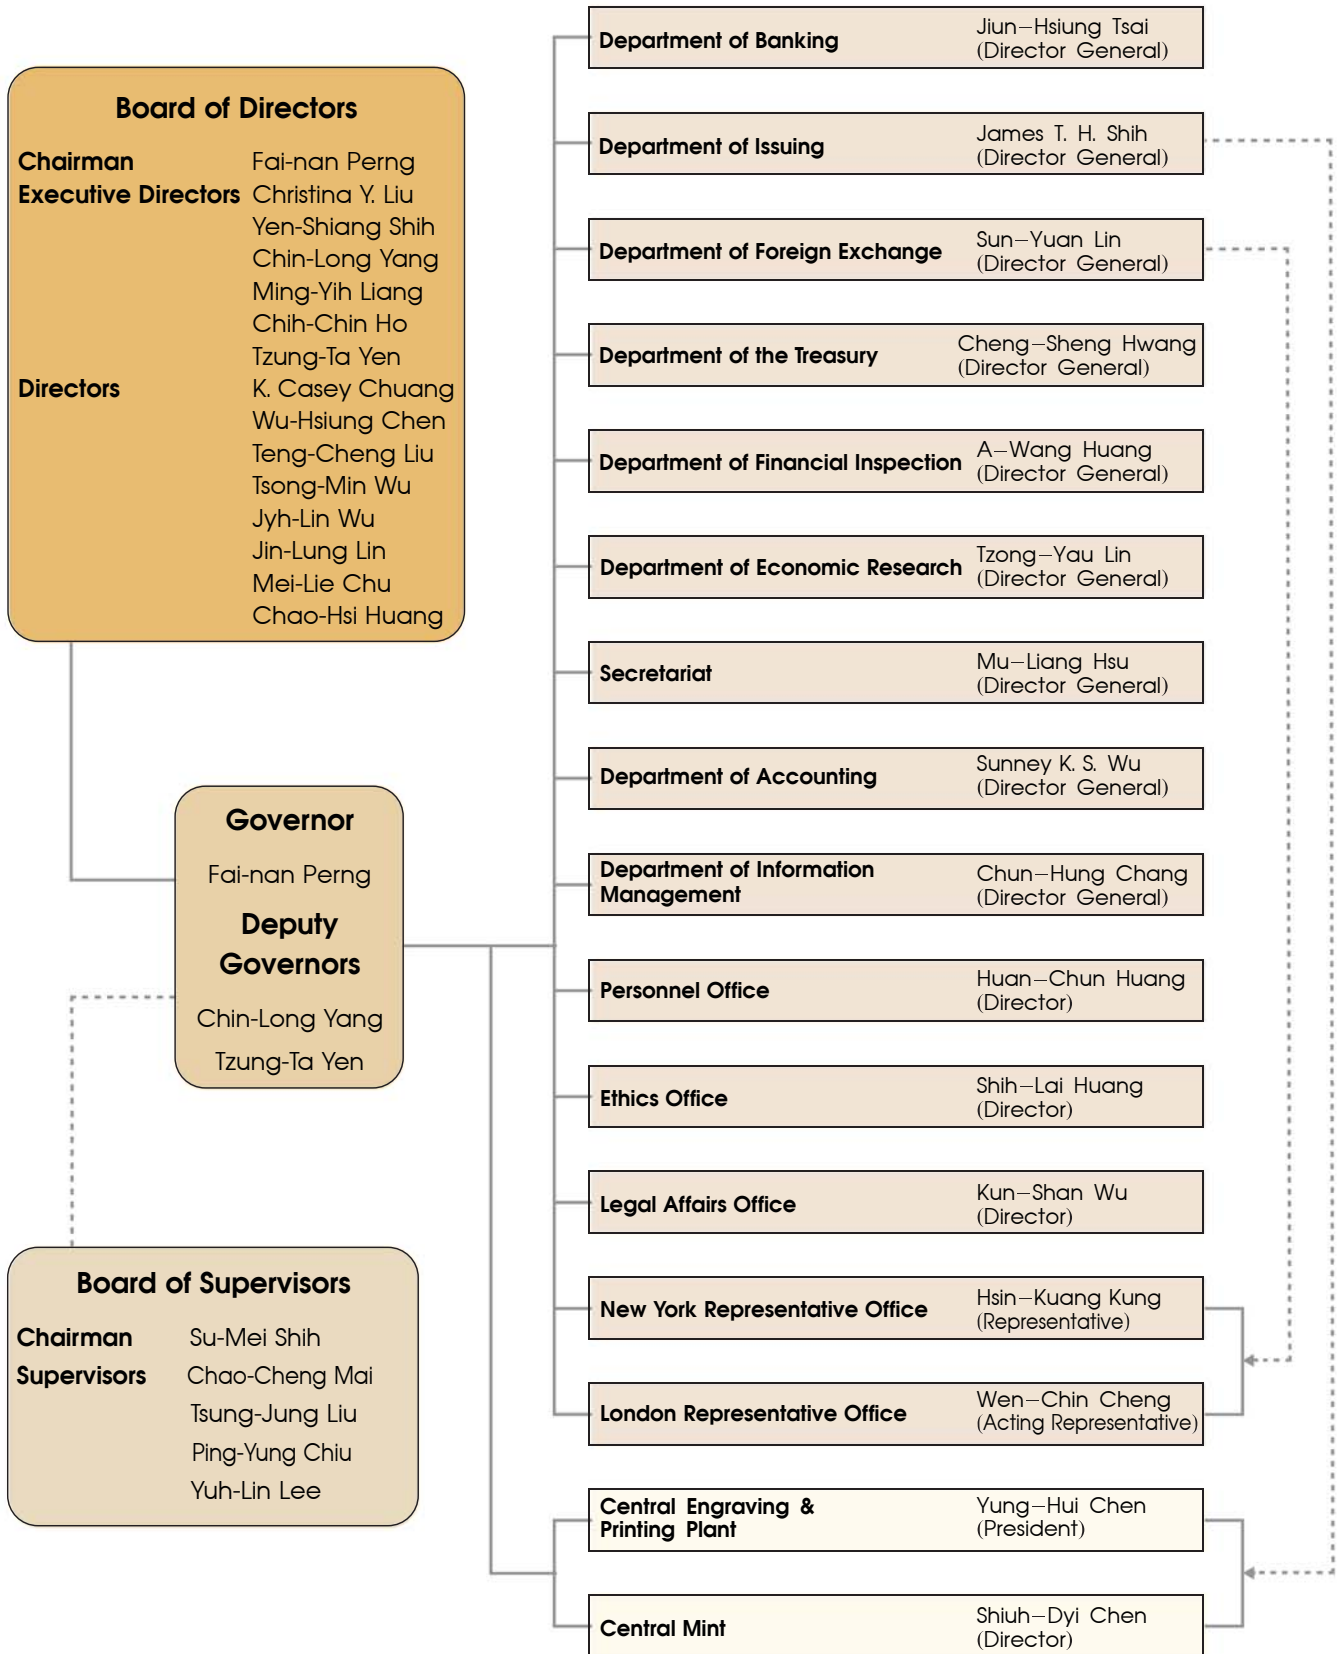 Board of Directors
Chairman Fai-nan Perng
Executive Directors Christina Y. Liu
Yen-Shiang Shih
Chin-Long Yang
Ming-Yih Liang
Chih-Chin Ho
Tzung-Ta Yen
Directors K. Casey Chuang
Wu-Hsiung Chen
Teng-Cheng Liu
Tsong-Min Wu
Jyh-Lin Wu
Jin-Lung Lin
Mei-Lie Chu
Chao-Hsi Huang
Governor
Fai-nan Perng
Deputy
Governors
Chin-Long Yang
Tzung-Ta Yen
Board of Supervisors
Chairman Su-Mei Shih
Supervisors Chao-Cheng Mai
Tsung-Jung Liu
Ping-Yung Chiu
Yuh-Lin Lee
Department of Banking
Jiun-Hsiung Tsai
(Director General)
Department of Issuing
James T. H. Shih
(Director General)
Department of Foreign Exchange
Sun-Yuan Lin
(Director General)
Department of the Treasury
Cheng-Sheng Hwang
(Director General)
Department of Financial Inspection
A-Wang Huang
(Director General)
Department of Economic Research
Tzong-Yau Lin
(Director General)
Secretariat
Mu-Liang Hsu
(Director General)
Department of Accounting
Sunney K. S. Wu
(Director General)
Department of Information
Management
Chun-Hung Chang
(Director General)
Personnel Office
Huan-Chun Huang
(Director)
Ethics Office
Shih-Lai Huang
(Director)
Legal Affairs Office
Kun-Shan Wu
(Director)
New York Representative Office
Hsin-Kuang Kung
(Representative)
London Representative Office
Wen-Chin Cheng
(Acting Representative)
Central Engraving &
Printing Plant
Yung-Hui Chen
(President)
Central Mint
Shiuh-Dyi Chen
(Director)